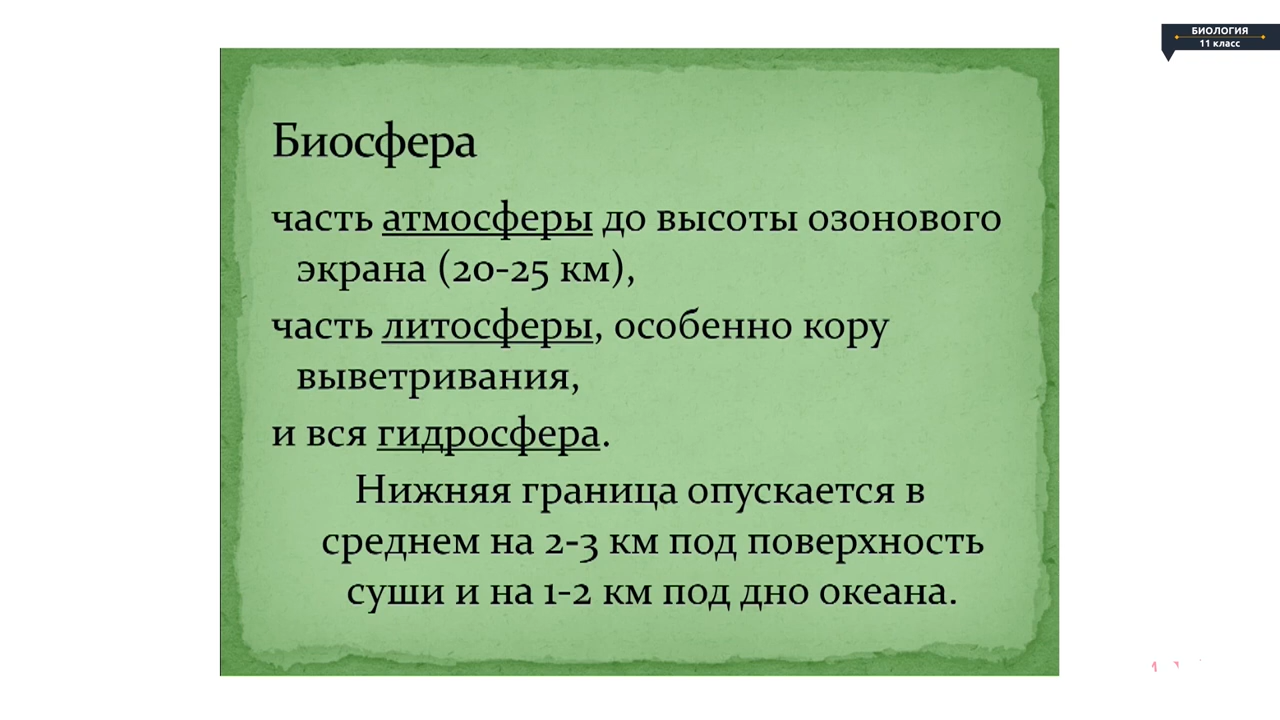 БИОЛОГИЯ
11 класс
Биосфера
часть атмосферы до высоты озонового
экрана (20-25 км),
часть литосферы, особенно кору
выветривания,
и вся гидросфера.
Нижняя граница опускается в
среднем на 2-3 км под поверхность
суши и на 1-2 км под дно океана.